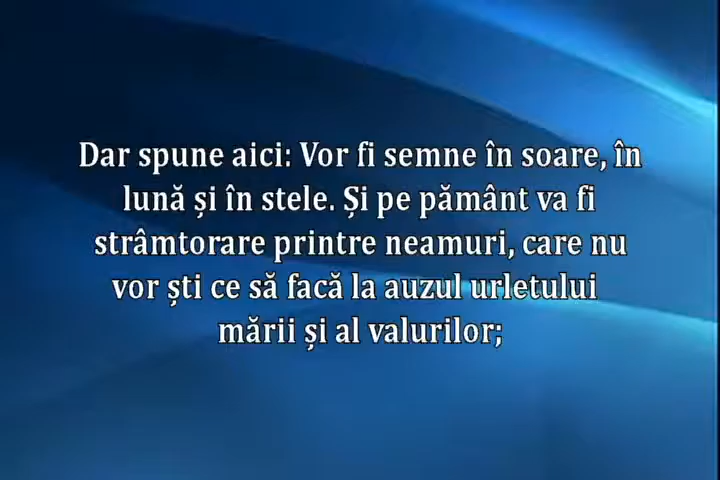 Dar spune aici: Vor fi semne în soare, în
lună și în stele. Și pe pământ va fi
strâmtorare printre neamuri, care nu
vor ști ce să facă la auzul urletului
mării și al valurilor;